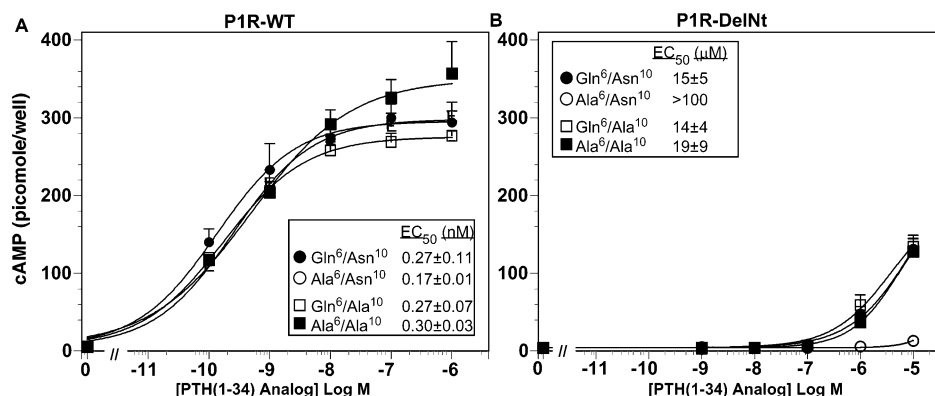 A
P1R-WT
cAMP (picomole/well)
400
300
200
100
0
EC50 (nM)
Gln6/Asn10 0.27±0.11
Ala6/Asn10 0.17±0.01
Gln6/Ala10 0.27±0.07
Ala6/Ala10 0.30±0.03
0 // -11 -10 -9 -8 -7 -6
[PTH(1-34) Analog] Log M
B
P1R-DelNt
400
300
200
100
0
EC50 (µM)
Gln6/Asn10 15±5
Ala6/Asn10 >100
Gln6/Ala10 14±4
Ala6/Ala10 19±9
0 // -11 -10 -9 -8 -7 -6 -5
[PTH(1-34) Analog] Log M